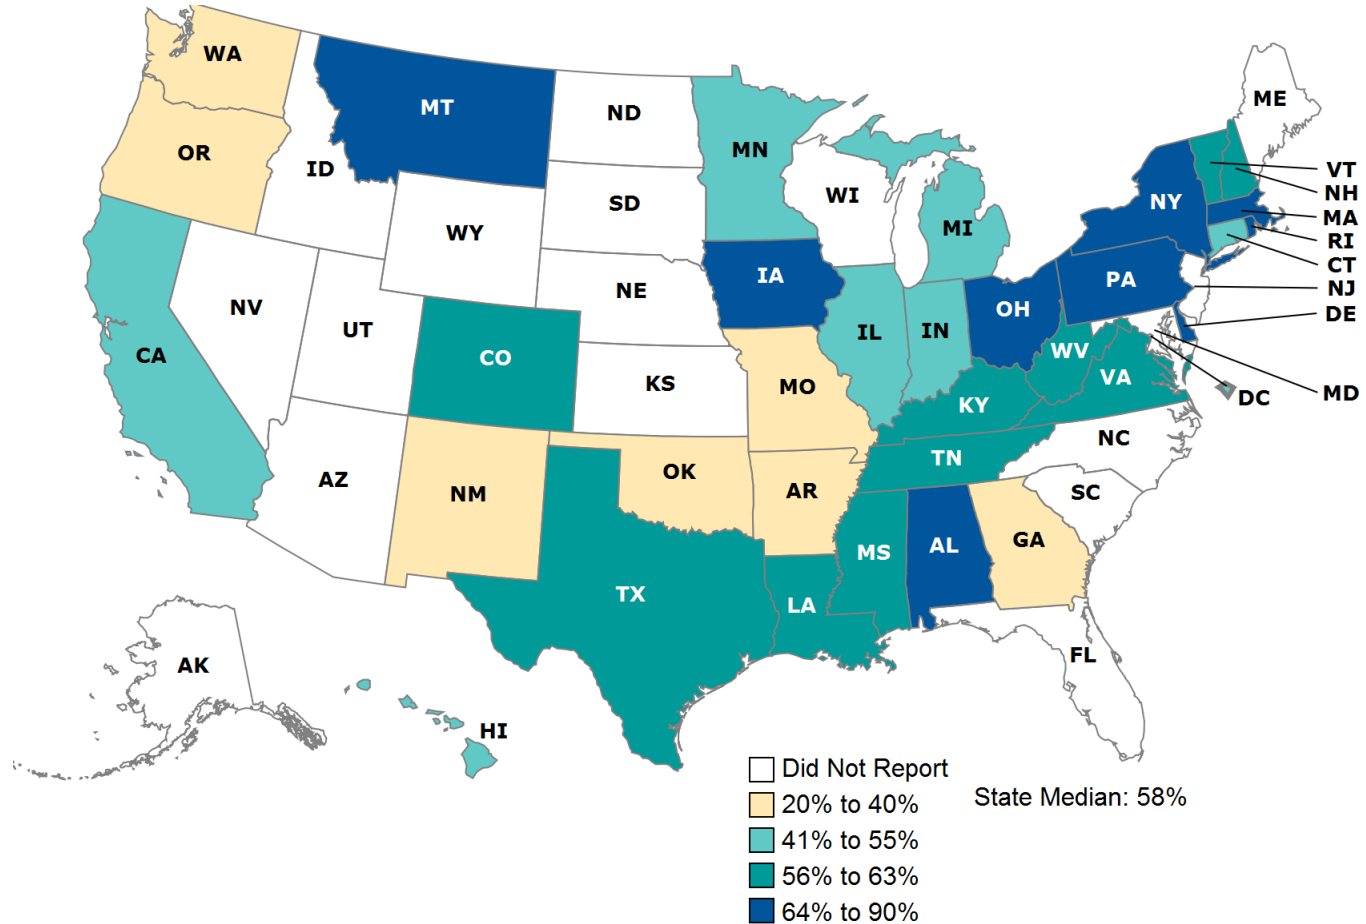 WA
MT
ND
ME
OR
MN
ID
VT
WI
NH
SD
NY
MA
WY
MI
RI
CT
IA
PA
NJ
NE
NV
OH
DE
UT
IL
IN
CA
CO
WV
VA
KS
MO
MD
KY
DC
NC
TN
OK
AZ
NM
AR
SC
GA
MS
AL
TX
LA
AK
FL
HI
Did Not Report
20% to 40%
State Median: 58%
41% to 55%
56% to 63%
64% to 90%